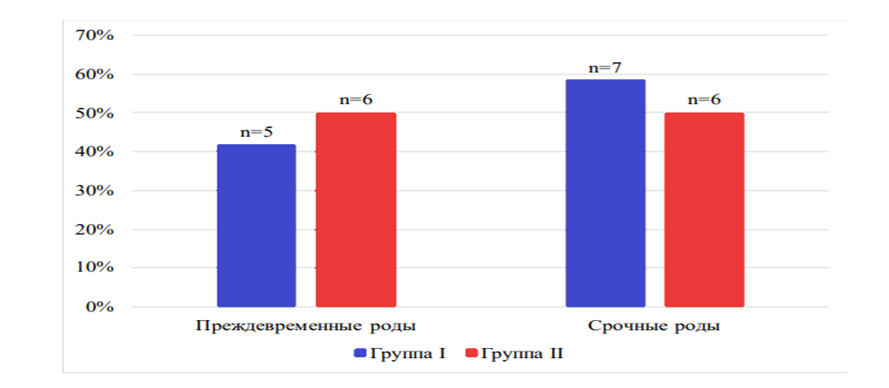 70%
60%
50%
40%
30%
20%
10%
0%
n=5
n=6
n=7
n=6
Преждевременные роды
Срочные роды
Группа I
Группа II